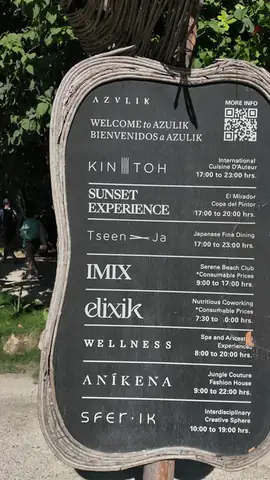 AZVLIK
MORE INFO
WELCOME to AZULIK
BIENVENIDOS a AZULIK
KIN TOH
International
Cuisine D'Auteur
17:00 to 23:00 hrs.
SUNSET
EXPERIENCE
El Mirador
Copa del Pintor
17:00 to 20:00 hrs.
Tseen Ja
Japanese Fine Dining
17:00 to 23:00 hrs.
IMIX
Serene Beach Club
*Consumable Prices
9:00 to 17:00 hrs.
elixik
Nutritious Coworking
*Consumable Prices
7:30 to :00 hrs.
WELLNESS
Spa and Ancestral
Experiences
8:00 to 20:00 hrs.
ANÍKENA
Jungle Couture
Fashion House
9:00 to 22:00 hrs.
SFER·IK
Interdisciplinary
Creative Sphere
10:00 to 19:00 hrs.